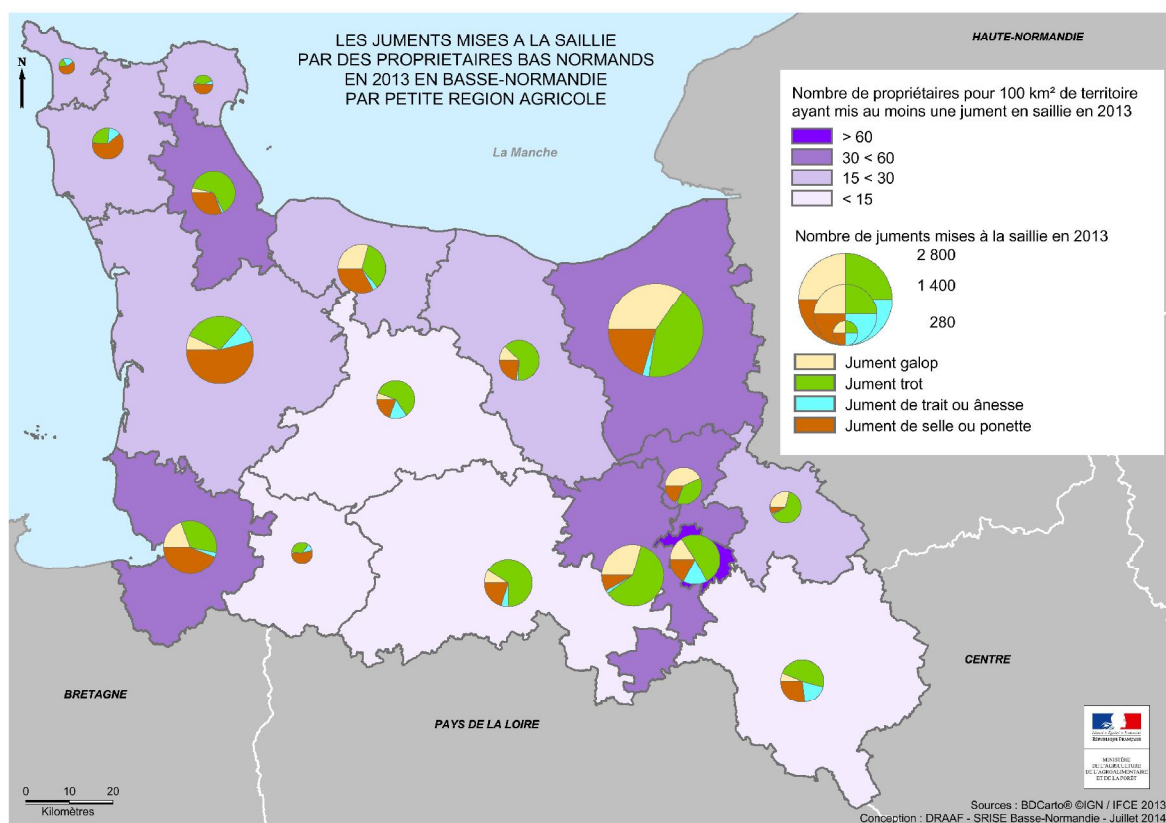 LES JUMENTS MISES A LA SAILLIE
PAR DES PROPRIETAIRES BAS NORMANDS
EN 2013 EN BASSE-NORMANDIE
PAR PETITE REGION AGRICOLE
HAUTE-NORMANDIE
N
La Manche
Nombre de propriétaires pour 100 km² de territoire
ayant mis au moins une jument en saillie en 2013
> 60
30 < 60
15 < 30
< 15
Nombre de juments mises à la saillie en 2013
2 800
1 400
280
Jument galop
Jument trot
Jument de trait ou ânesse
Jument de selle ou ponette
BRETAGNE
PAYS DE LA LOIRE
CENTRE
Liberté • Égalité • Fraternité
RÉPUBLIQUE FRANÇAISE
MINISTÈRE
DE L'AGRICULTURE
DE L'AGROALIMENTAIRE
ET DE LA FORÊT
0 10 20
Kilomètres
Sources : BDCarto® ©IGN / IFCE 2013
Conception : DRAAF - SRISE Basse-Normandie - Juillet 2014